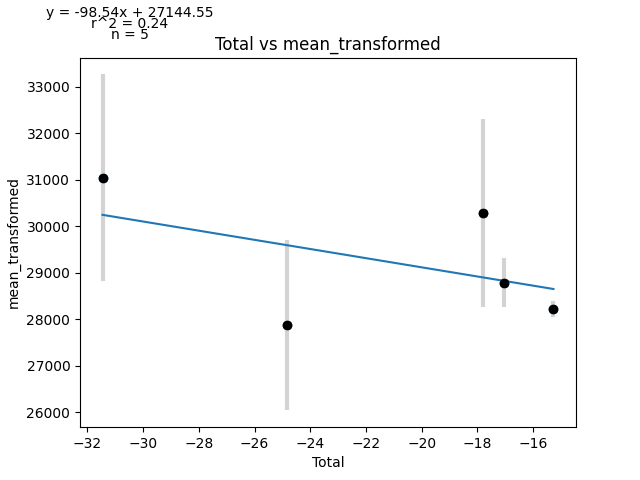 y = -98.54x + 27144.55
r^2 = 0.24
n = 5
Total vs mean_transformed
33000
32000
31000
30000
29000
28000
27000
26000
mean_transformed
−32
−30
−28
−26
−24
−22
−20
−18
−16
Total